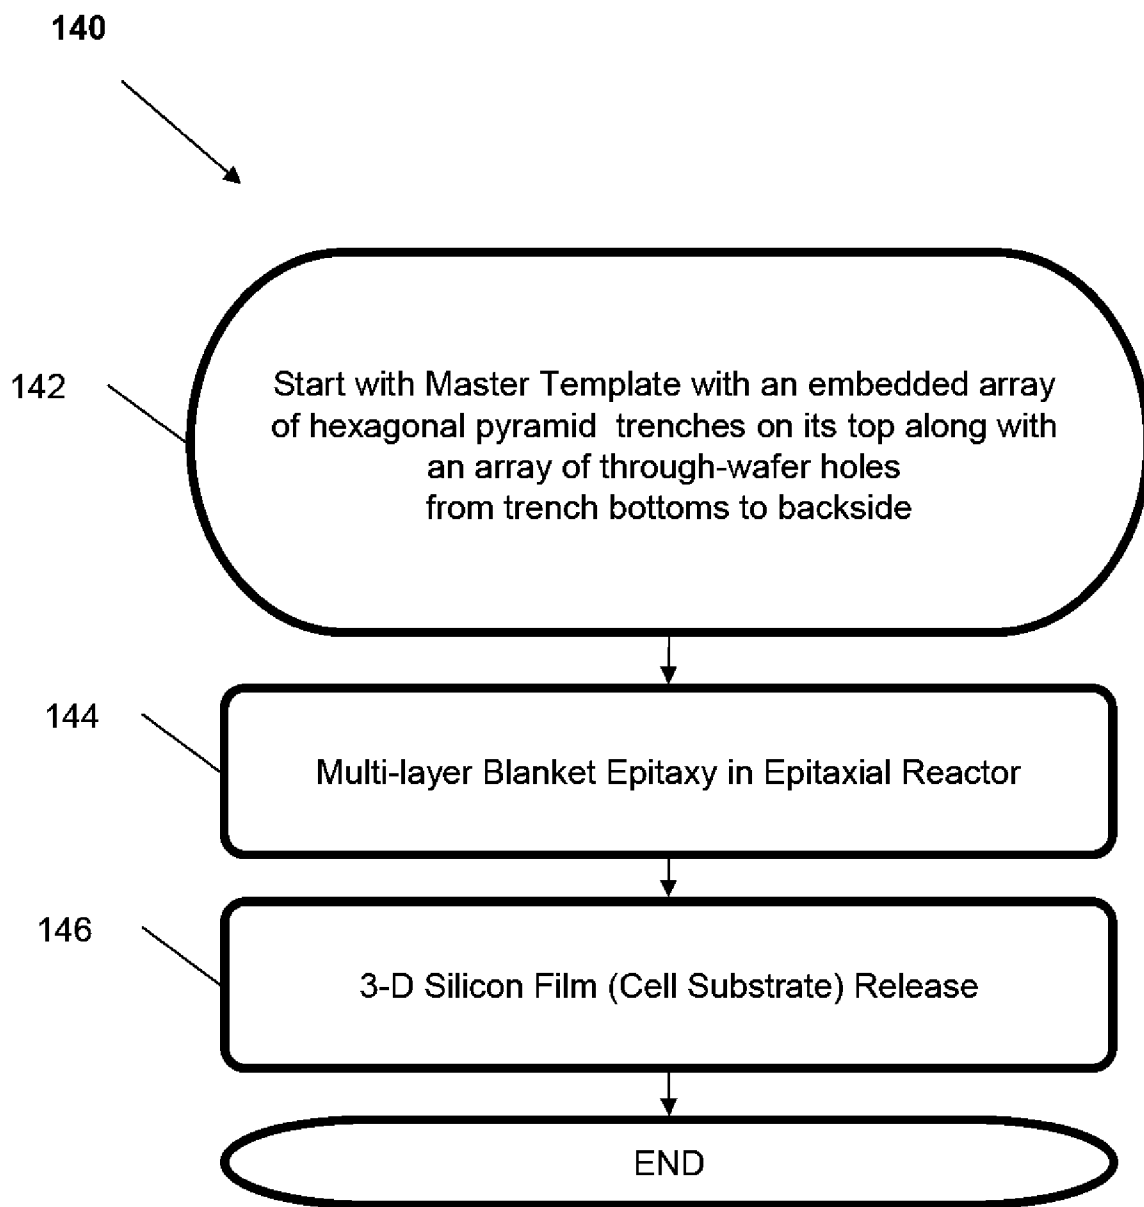 140
142
Start with Master Template with an embedded array
of hexagonal pyramid trenches on its top along with
an array of through-wafer holes
from trench bottoms to backside
144
Multi-layer Blanket Epitaxy in Epitaxial Reactor
146
3-D Silicon Film (Cell Substrate) Release
END